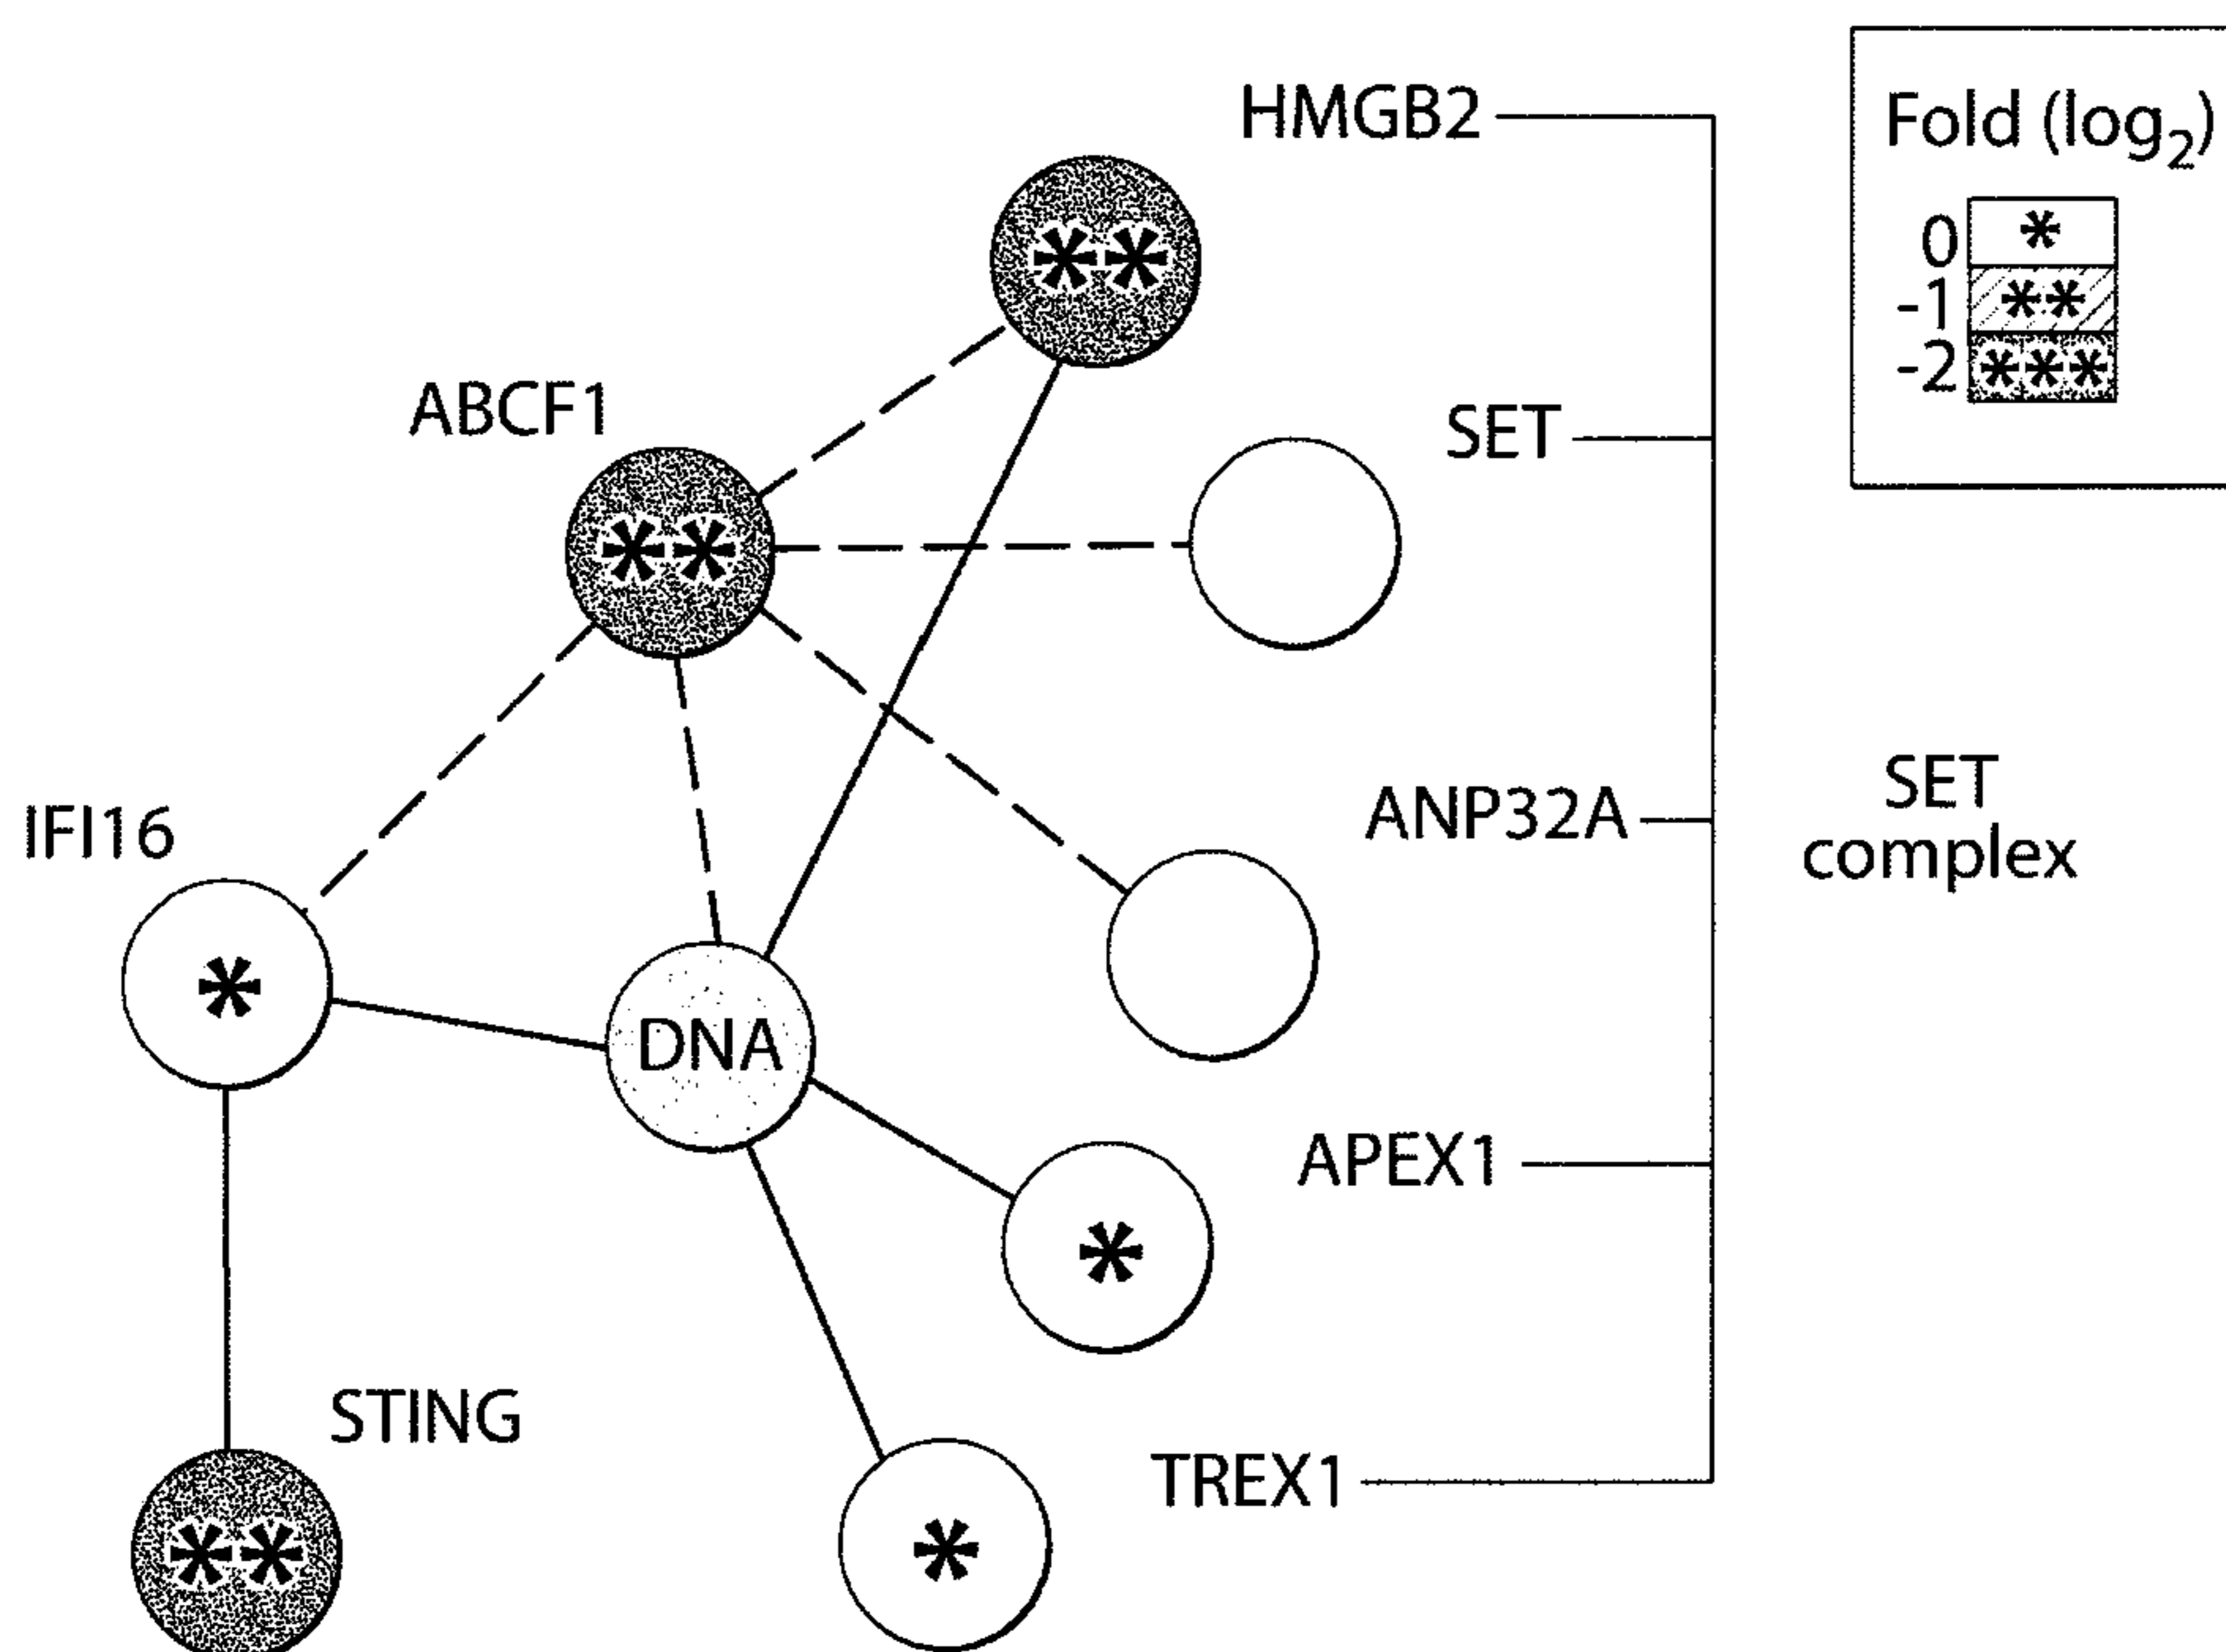 HMGB2
Fold (log2)
0 *
-1 **
-2 ***
**
ABCF1
SET
**
IFI16
ANP32A
SET
complex
*
DNA
APEX1
*
STING
TREX1
**
*